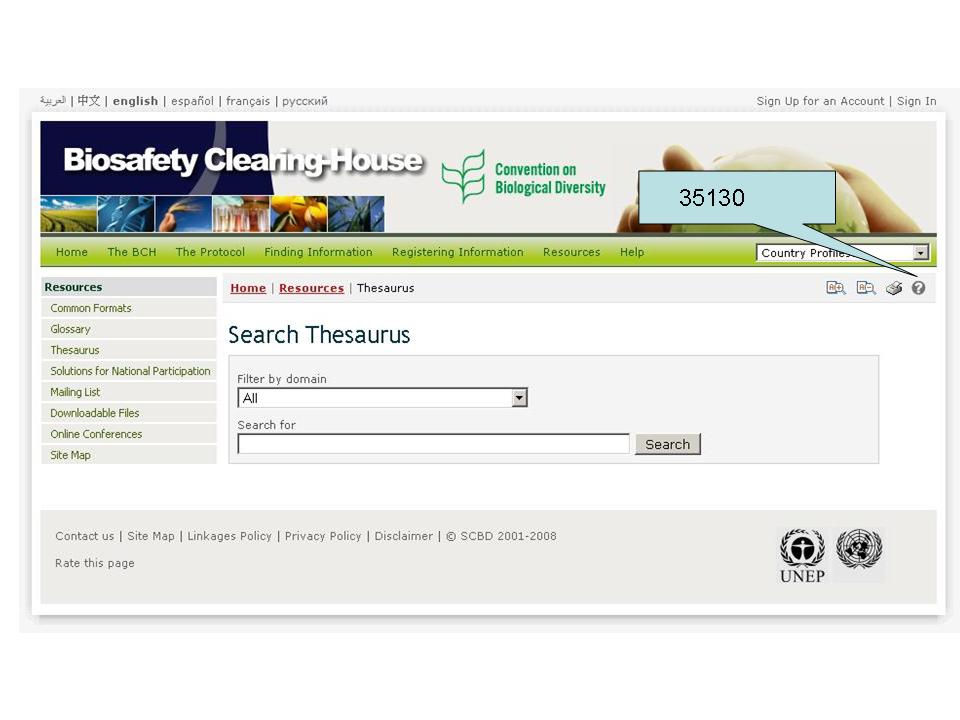 العربية | 中文 | english | español | français | русский
Sign Up for an Account | Sign In
Biosafety Clearing-House
Convention on
Biological Diversity
35130
Home The BCH The Protocol Finding Information Registering Information Resources Help
Country Profiles
Resources
Common Formats
Glossary
Thesaurus
Solutions for National Participation
Mailing List
Downloadable Files
Online Conferences
Site Map
Home | Resources | Thesaurus
A+ A- ?
Search Thesaurus
Filter by domain
All
Search for
Search
Contact us | Site Map | Linkages Policy | Privacy Policy | Disclaimer | © SCBD 2001-2008
Rate this page
UNEP